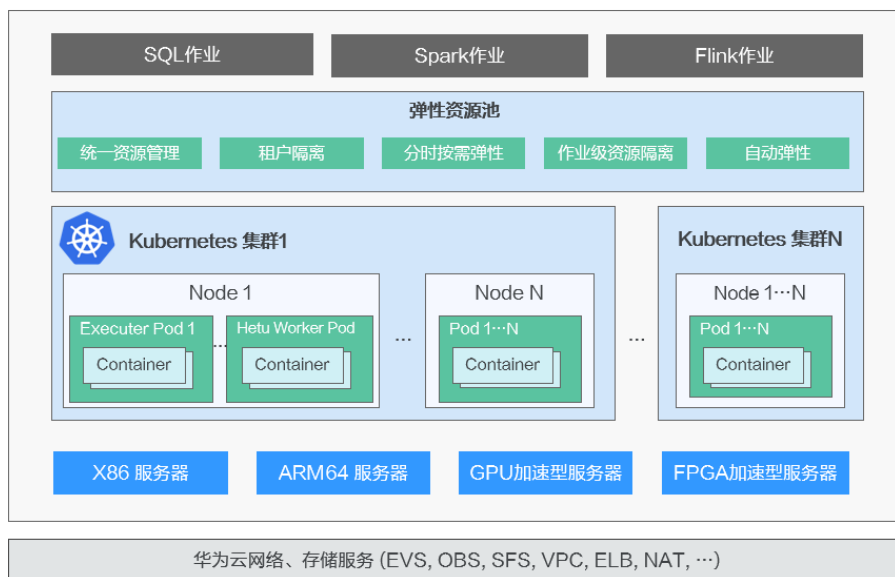 SQL作业
Spark作业
Flink作业
弹性资源池
统一资源管理
租户隔离
分时按需弹性
作业级资源隔离
自动弹性
Kubernetes 集群1
Node 1
Executer Pod 1
Container
...
Hetu Worker Pod
Container
...
Node N
Pod 1···N
Container
...
Kubernetes 集群N
Node 1···N
Pod 1···N
Container
X86 服务器
ARM64 服务器
GPU加速型服务器
FPGA加速型服务器
华为云网络、存储服务 (EVS, OBS, SFS, VPC, ELB, NAT, ···)